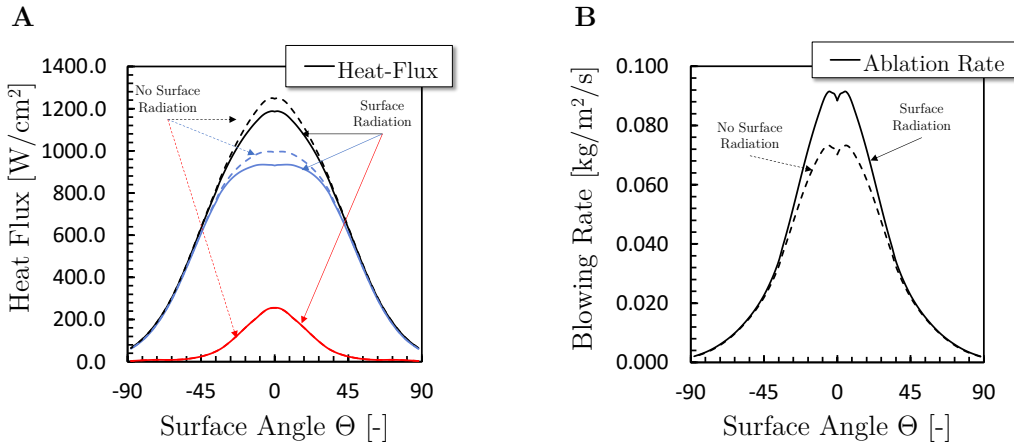 A
Heat-Flux
1400.0
1200.0
1000.0
800.0
600.0
400.0
200.0
0.0
Heat Flux [W/cm²]
No Surface
Radiation
Surface
Radiation
-90
-45
0
45
90
Surface Angle Θ [-]
B
Ablation Rate
0.100
0.080
0.060
0.040
0.020
0.000
Blowing Rate [kg/m²/s]
No Surface
Radiation
Surface
Radiation
-90
-45
0
45
90
Surface Angle Θ [-]